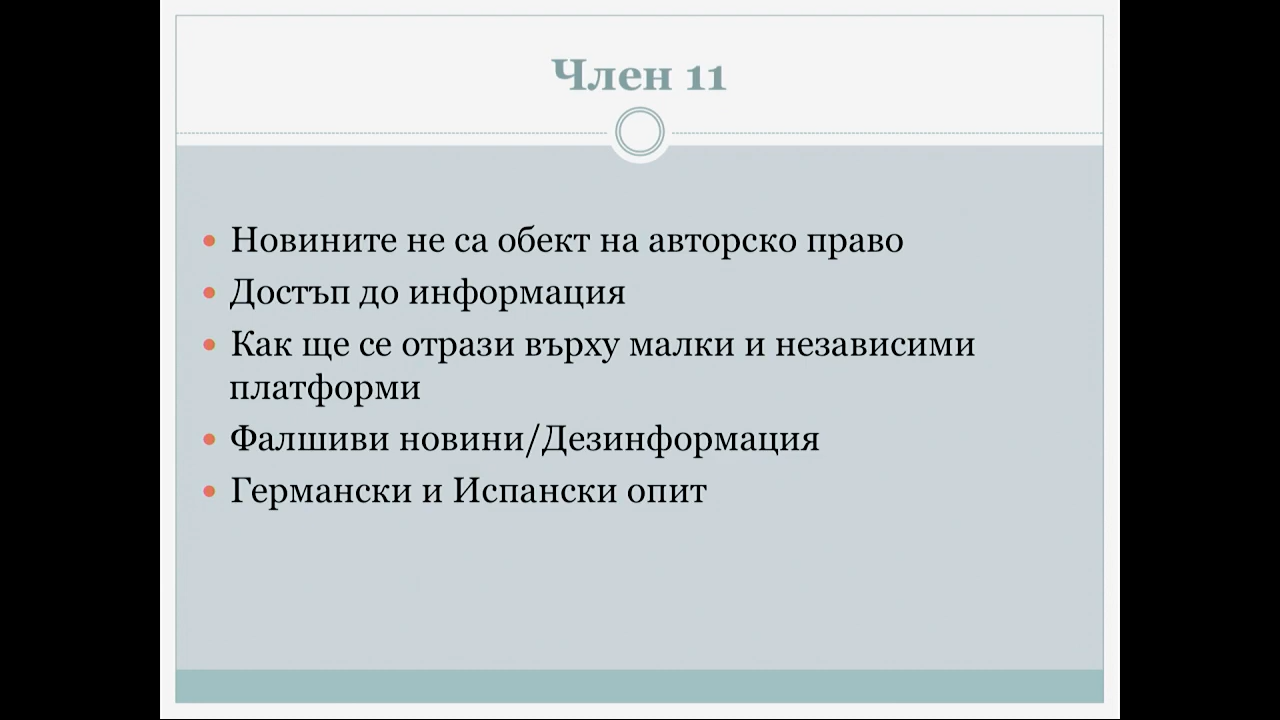 Член 11
• Новините не са обект на авторско право
• Достъп до информация
• Как ще се отрази върху малки и независими
платформи
• Фалшиви новини/Дезинформация
• Германски и Испански опит